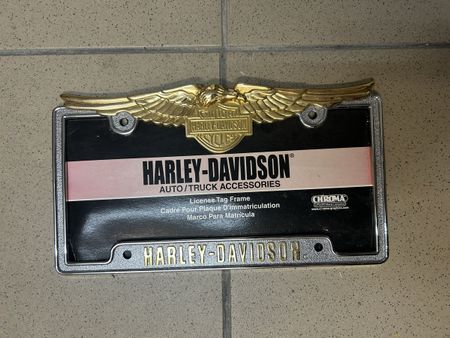 HARLEY-DAVIDSON
HARLEY-DAVIDSON®
AUTO/TRUCK ACCESSORIES
License Tag Frame
Cadre Pour Plaque D'immatriculation
Marco Para Matricula
CHROMA
HARLEY-DAVIDSON